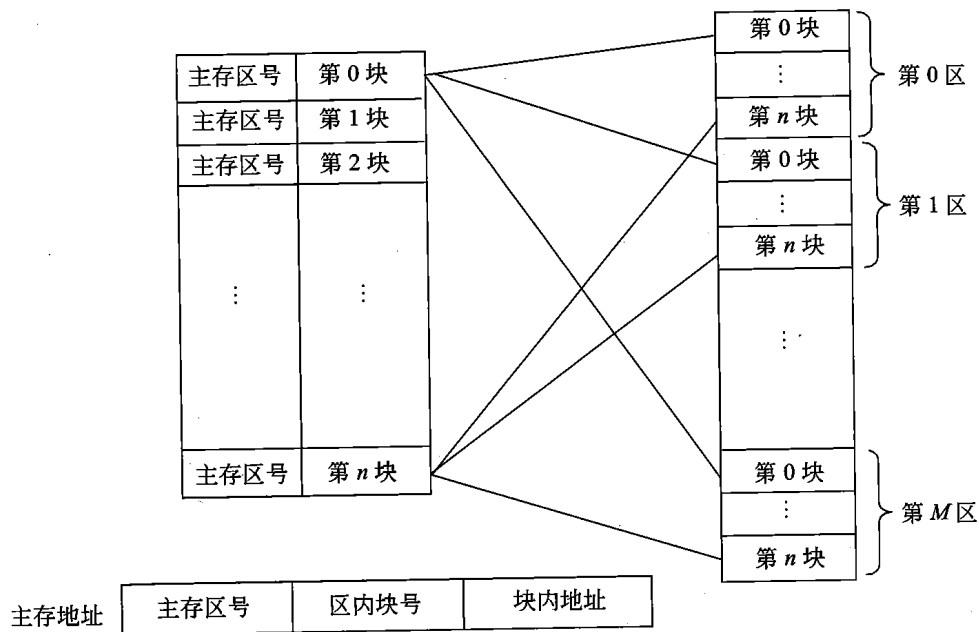 主存区号 第 0 块
主存区号 第 1 块
主存区号 第 2 块
⋮ ⋮
主存区号 第 n 块
第 0 块
⋮
第 n 块
第 0 区
第 0 块
⋮
第 n 块
第 1 区
⋮
第 0 块
⋮
第 n 块
第 M 区
主存地址 主存区号 区内块号 块内地址